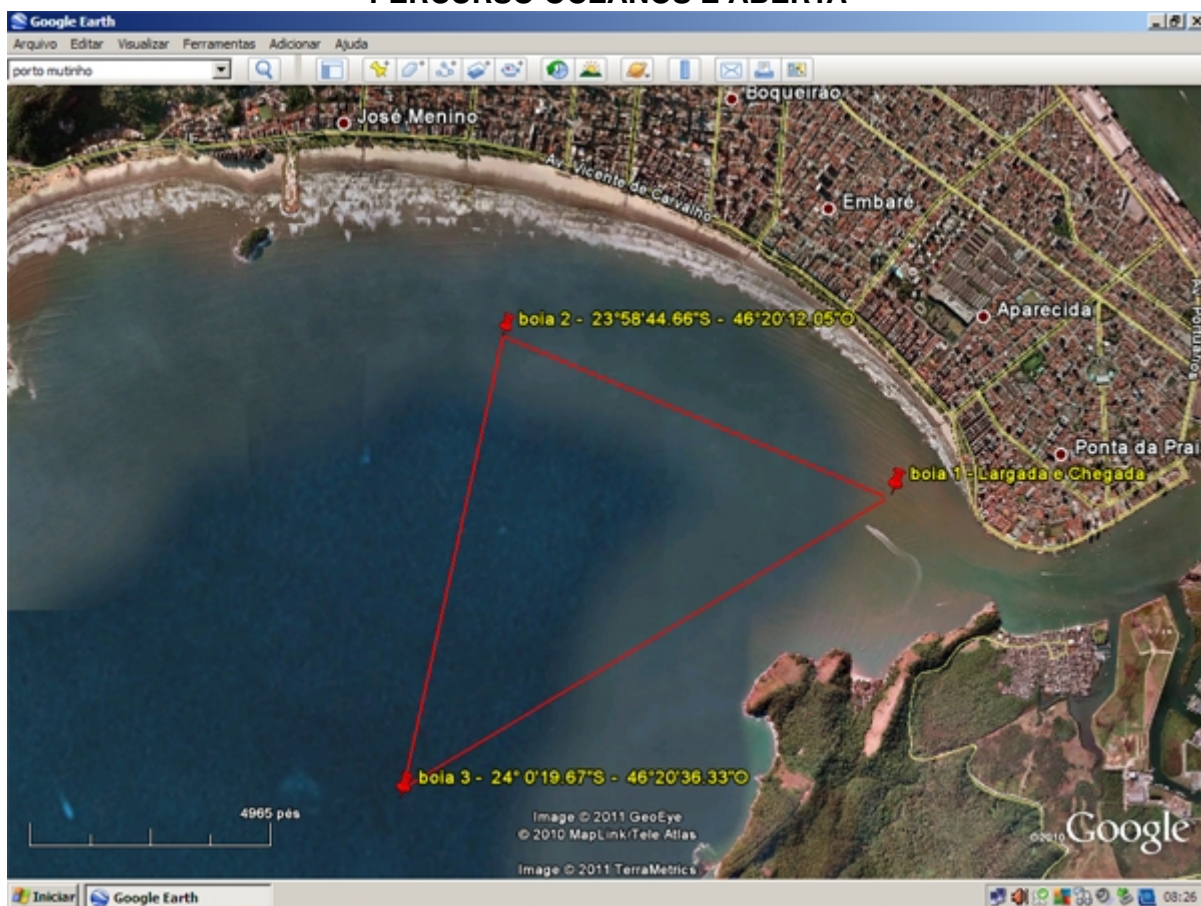 Google Earth
Arquivo Editar Visualizar Ferramentas Adicionar Ajuda
porto mutinho
Boqueirão
José Menino
Av. Vicente de Carvalho
Embaré
Aparecida
boia 2 - 23°58'44.66"S - 46°20'12.05"O
Ponta da Prai
boia 1 - Largada e Chegada
boia 3 - 24° 0'19.67"S - 46°20'36.33"O
4965 pés
Image © 2011 GeoEye
© 2010 MapLink/Tele Atlas
©2010 Google
Image © 2011 TerraMetrics
Iniciar
Google Earth
08:26